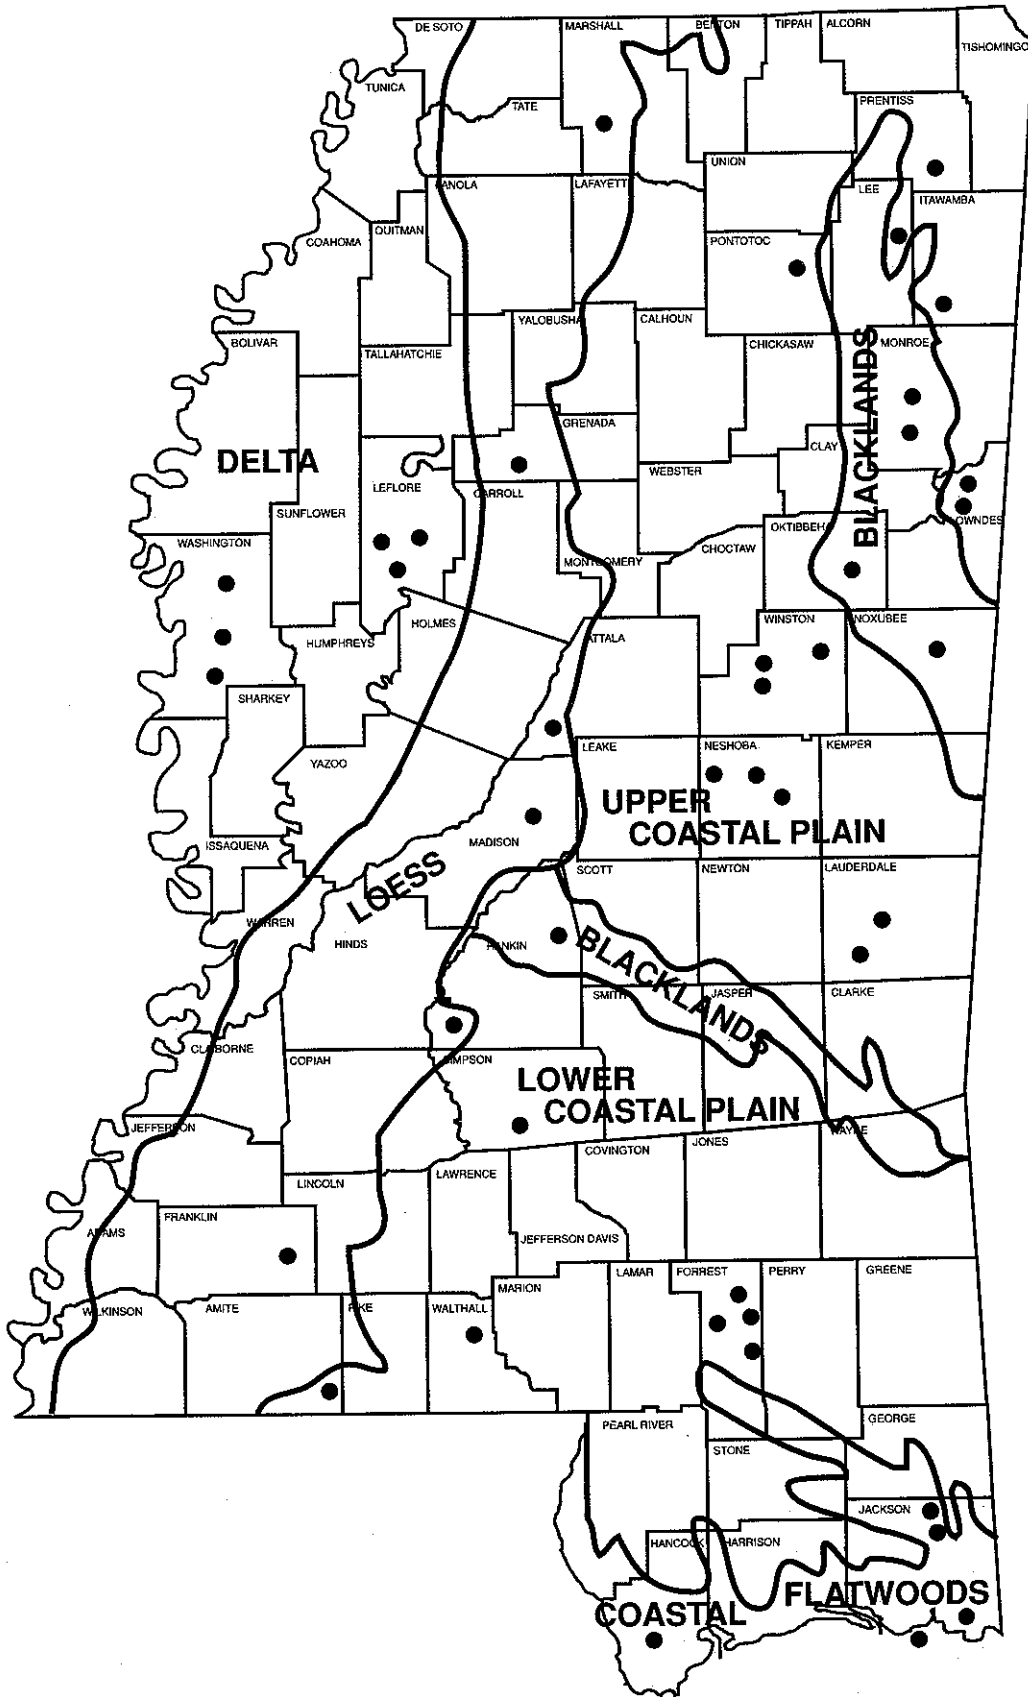 DE SOTO
MARSHALL
BENTON
TIPPAH
ALCORN
TISHOMINGO
TUNICA
TATE
PRENTISS
UNION
PANOLA
LAFAYETT
LEE
ITAWAMBA
COAHOMA
QUITMAN
PONTOTOC
YALOBUSHA
CALHOUN
BOLIVAR
TALLAHATCHIE
CHICKASAW
MONROE
BLACKLANDS
GRENADA
CLAY
DELTA
WEBSTER
LEFLORE
CARROLL
SUNFLOWER
OKTIBBEH
LOWNDES
WASHINGTON
CHOCTAW
MONTGOMERY
HOLMES
WINSTON
NOXUBEE
HUMPHREYS
ATTALA
SHARKEY
LEAKE
NESHOBA
KEMPER
YAZOO
UPPER
COASTAL PLAIN
ISSAQUENA
MADISON
LOESS
SCOTT
NEWTON
LAUDERDALE
WARREN
HINDS
RANKIN
BLACKLANDS
SMITH
JASPER
CLARKE
CLAIBORNE
COPIAH
SIMPSON
LOWER
COASTAL PLAIN
JEFFERSON
WAYNE
COVINGTON
JONES
LINCOLN
LAWRENCE
FRANKLIN
ADAMS
JEFFERSON DAVIS
LAMAR
FORREST
PERRY
GREENE
MARION
WILKINSON
AMITE
PIKE
WALTHALL
PEARL RIVER
GEORGE
STONE
JACKSON
HANCOCK
HARRISON
COASTAL
FLATWOODS